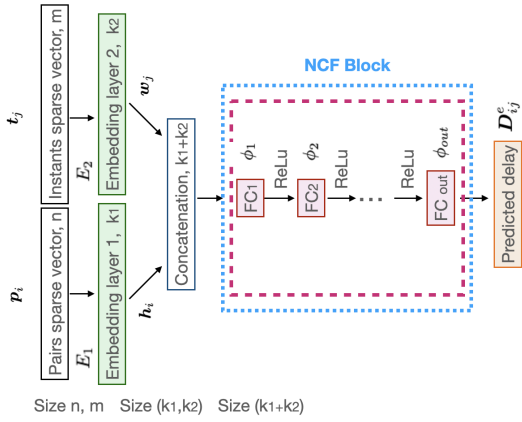 t_j
Instants sparse vector, m
E_2
Embedding layer 2, k2
w_j
p_i
Pairs sparse vector, n
E_1
Embedding layer 1, k1
h_i
Concatenation, k1+k2
NCF Block
ϕ_1
FC1
ReLu
ϕ_2
FC2
ReLu
...
ReLu
ϕ_out
FC out
D^e_ij
Predicted delay
Size n, m
Size (k1,k2)
Size (k1+k2)